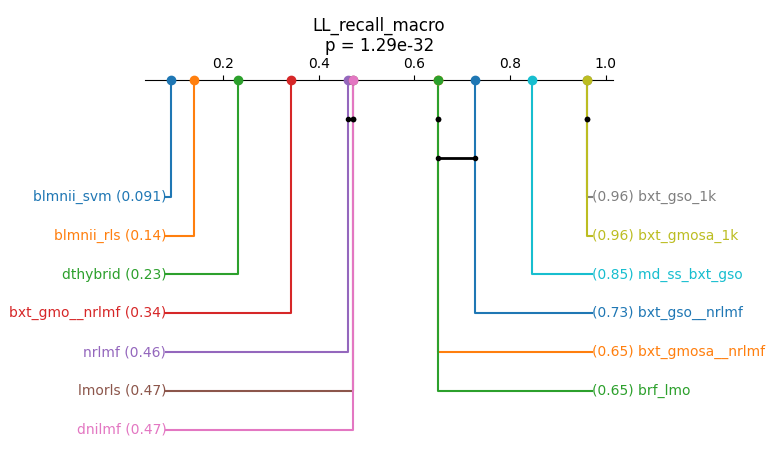 LL_recall_macro
p = 1.29e-32
0.2 0.4 0.6 0.8 1.0
blmnii_svm (0.091)
(0.96) bxt_gso_1k
blmnii_rls (0.14)
(0.96) bxt_gmosa_1k
dthybrid (0.23)
(0.85) md_ss_bxt_gso
bxt_gmo__nrlmf (0.34)
(0.73) bxt_gso__nrlmf
nrlmf (0.46)
(0.65) bxt_gmosa__nrlmf
lmorls (0.47)
(0.65) brf_lmo
dnilmf (0.47)